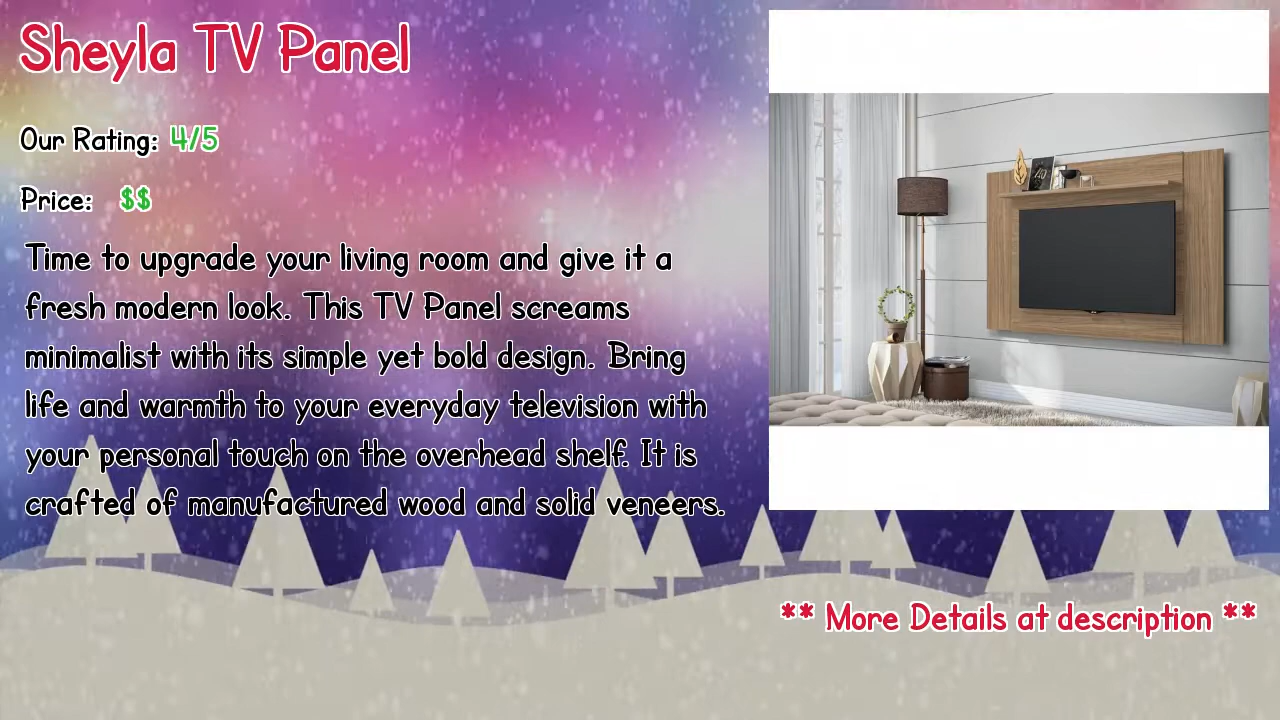 Sheyla TV Panel
Our Rating: 4/5
Price: $$
Time to upgrade your living room and give it a
fresh modern look. This TV Panel screams
minimalist with its simple yet bold design. Bring
life and warmth to your everyday television with
your personal touch on the overhead shelf. It is
crafted of manufactured wood and solid veneers.
** More Details at description **